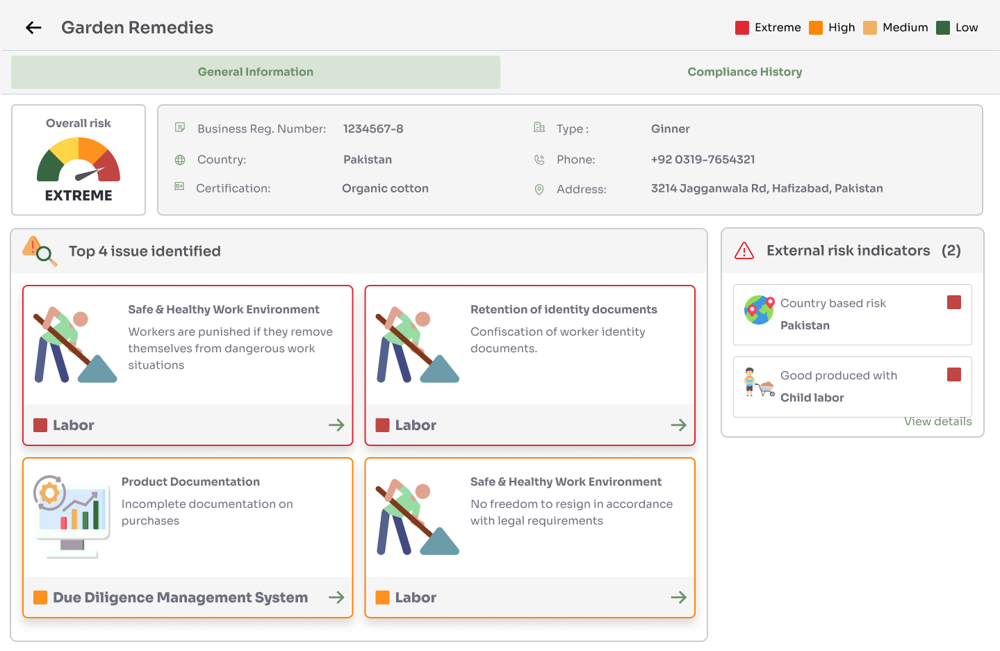 Garden Remedies
Extreme
High
Medium
Low
General Information
Compliance History
Overall risk
EXTREME
Business Reg. Number: 1234567-8
Country: Pakistan
Certification: Organic cotton
Type : Ginner
Phone: +92 0319-7654321
Address: 3214 Jagganwala Rd, Hafizabad, Pakistan
Top 4 issue identified
Safe & Healthy Work Environment
Workers are punished if they remove
themselves from dangerous work
situations
Labor
Retention of identity documents
Confiscation of worker identity
documents.
Labor
Product Documentation
Incomplete documentation on
purchases
Due Diligence Management System
Safe & Healthy Work Environment
No freedom to resign in accordance
with legal requirements
Labor
External risk indicators (2)
Country based risk
Pakistan
Good produced with
Child labor
View details